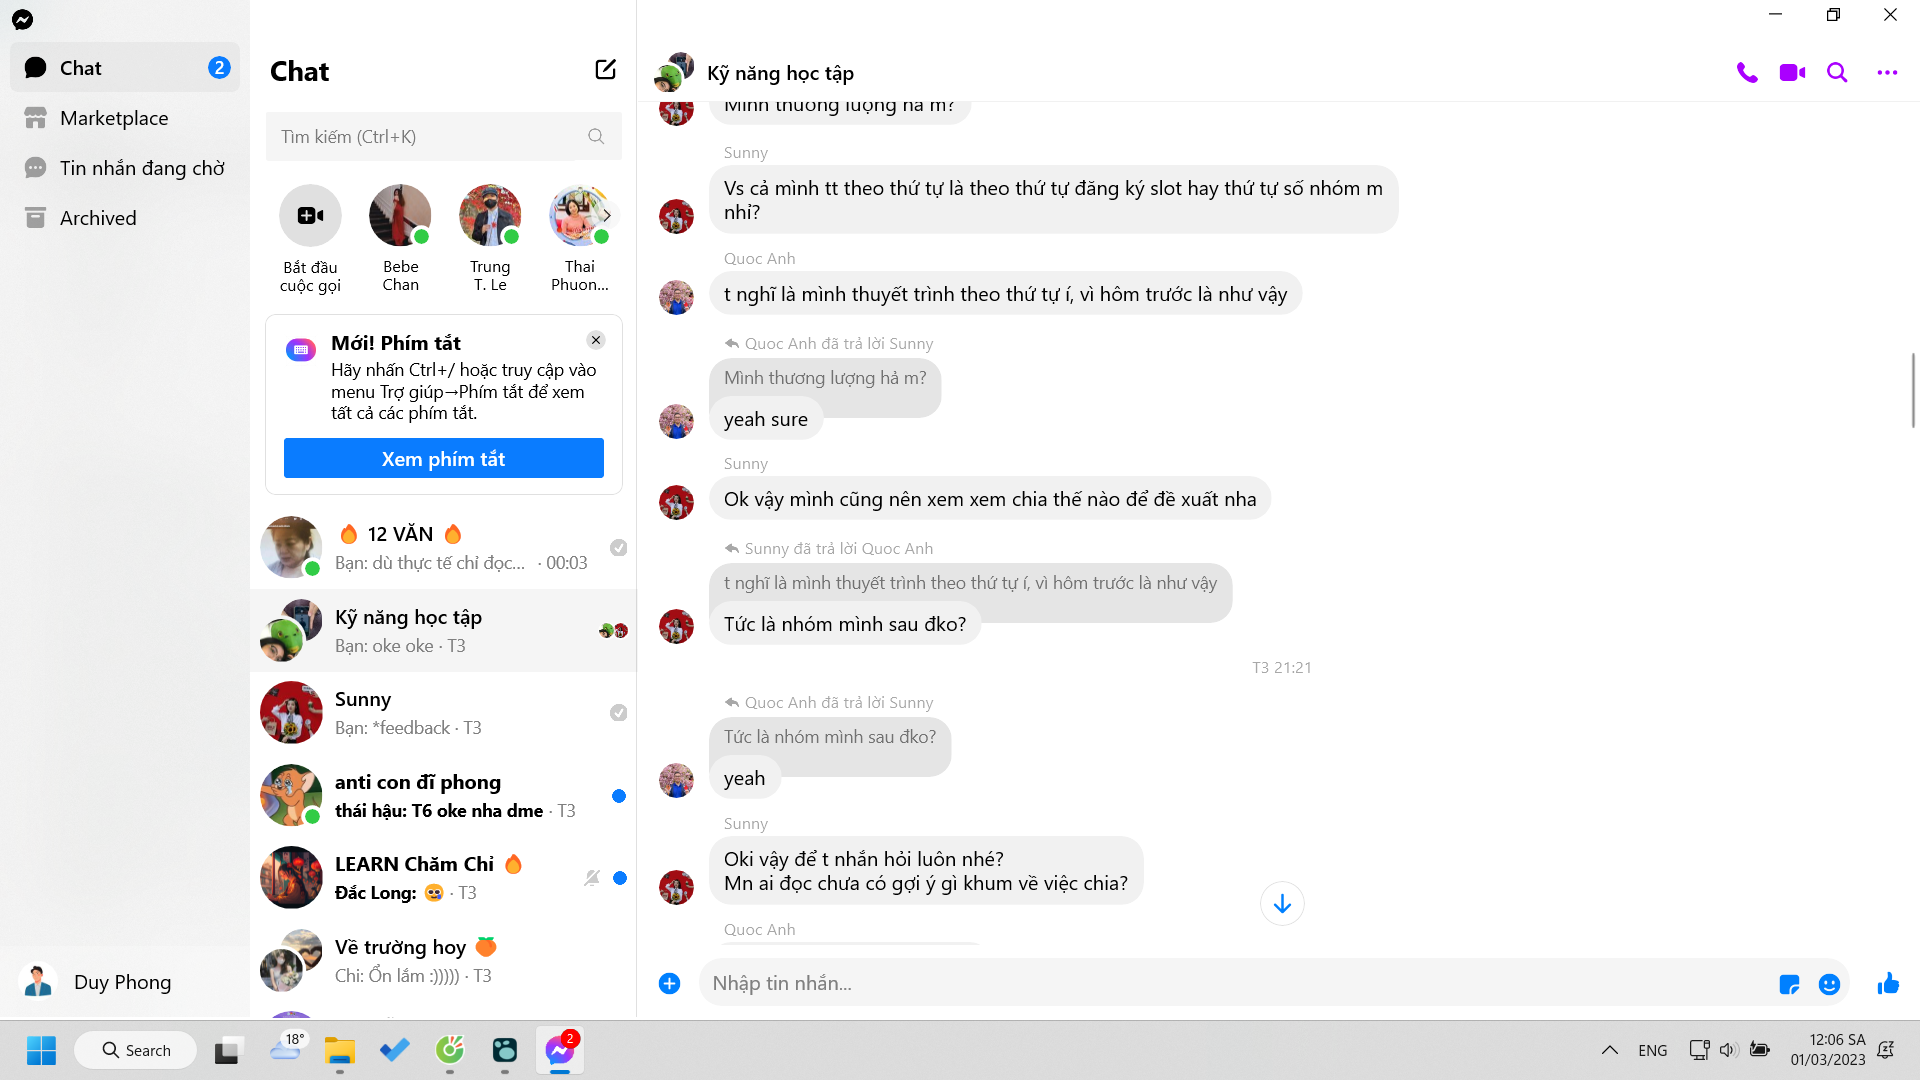 Chat
2
Marketplace
Tin nhắn đang chờ
Archived
Duy Phong
Chat
Tìm kiếm (Ctrl+K)
Bắt đầu
cuộc gọi
Bebe
Chan
Trung
T. Le
Thai
Phuon...
Mới! Phím tắt
Hãy nhấn Ctrl+/ hoặc truy cập vào
menu Trợ giúp→Phím tắt để xem
tất cả các phím tắt.
Xem phím tắt
🔥 12 VĂN 🔥
Bạn: dù thực tế chỉ đọc... · 00:03
Kỹ năng học tập
Bạn: oke oke · T3
Sunny
Bạn: *feedback · T3
anti con đĩ phong
thái hậu: T6 oke nha dme · T3
LEARN Chăm Chỉ 🔥
Đắc Long: · T3
Về trường hoy 🍑
Chi: Ổn lắm :))))) · T3
Kỹ năng học tập
Mình thương lượng hả m?
Sunny
Vs cả mình tt theo thứ tự là theo thứ tự đăng ký slot hay thứ tự số nhóm m
nhỉ?
Quoc Anh
t nghĩ là mình thuyết trình theo thứ tự í, vì hôm trước là như vậy
Quoc Anh đã trả lời Sunny
Mình thương lượng hả m?
yeah sure
Sunny
Ok vậy mình cũng nên xem xem chia thế nào để đề xuất nha
Sunny đã trả lời Quoc Anh
t nghĩ là mình thuyết trình theo thứ tự í, vì hôm trước là như vậy
Tức là nhóm mình sau đko?
T3 21:21
Quoc Anh đã trả lời Sunny
Tức là nhóm mình sau đko?
yeah
Sunny
Oki vậy để t nhắn hỏi luôn nhé?
Mn ai đọc chưa có gợi ý gì khum về việc chia?
Quoc Anh
Nhập tin nhắn...
Search
18°
2
ENG
12:06 SA
01/03/2023